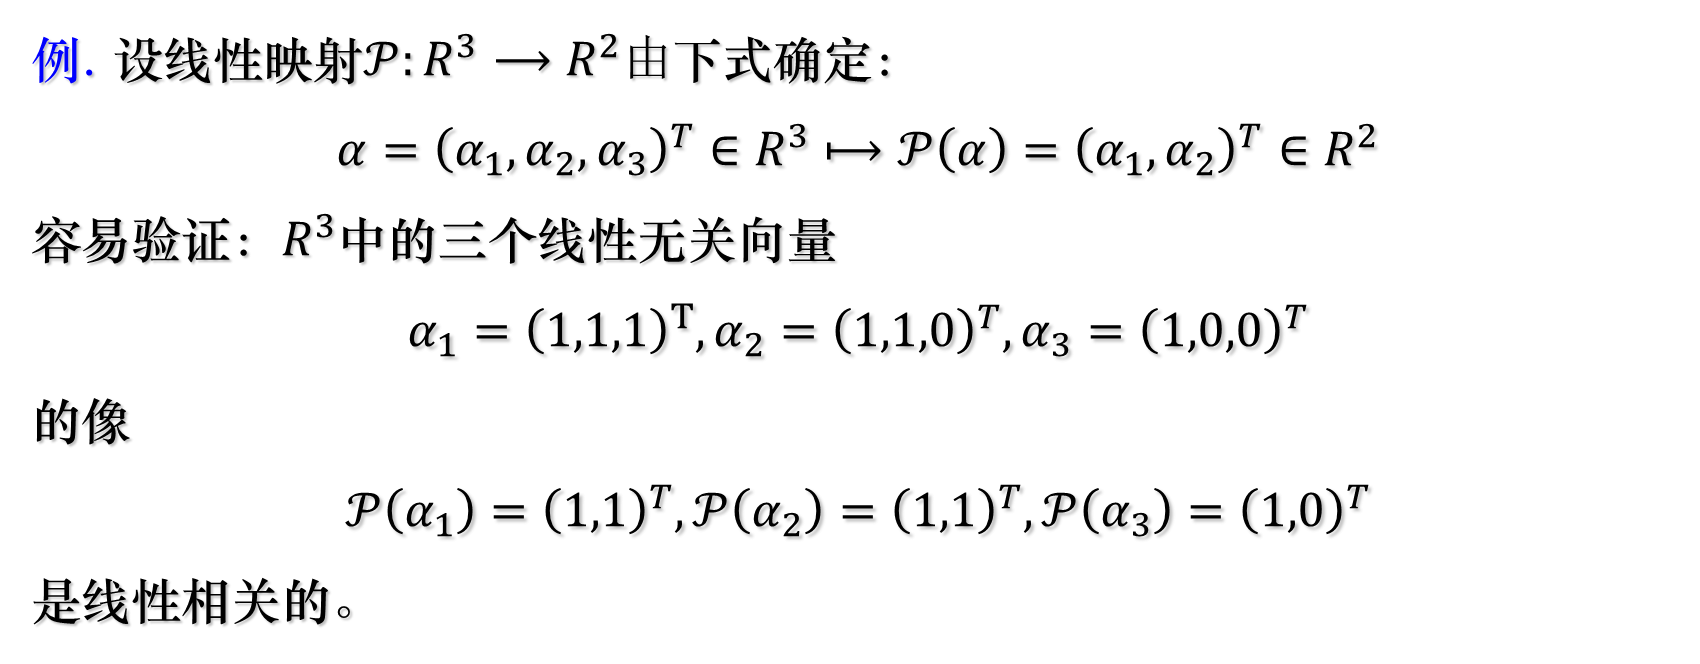 例. 设线性映射𝒫: R³ ⟶ R²由下式确定：
α = (α₁, α₂, α₃)ᵀ ∈ R³ ⟼ 𝒫(α) = (α₁, α₂)ᵀ ∈ R²
容易验证：R³中的三个线性无关向量
α₁ = (1,1,1)ᵀ, α₂ = (1,1,0)ᵀ, α₃ = (1,0,0)ᵀ
的像
𝒫(α₁) = (1,1)ᵀ, 𝒫(α₂) = (1,1)ᵀ, 𝒫(α₃) = (1,0)ᵀ
是线性相关的。